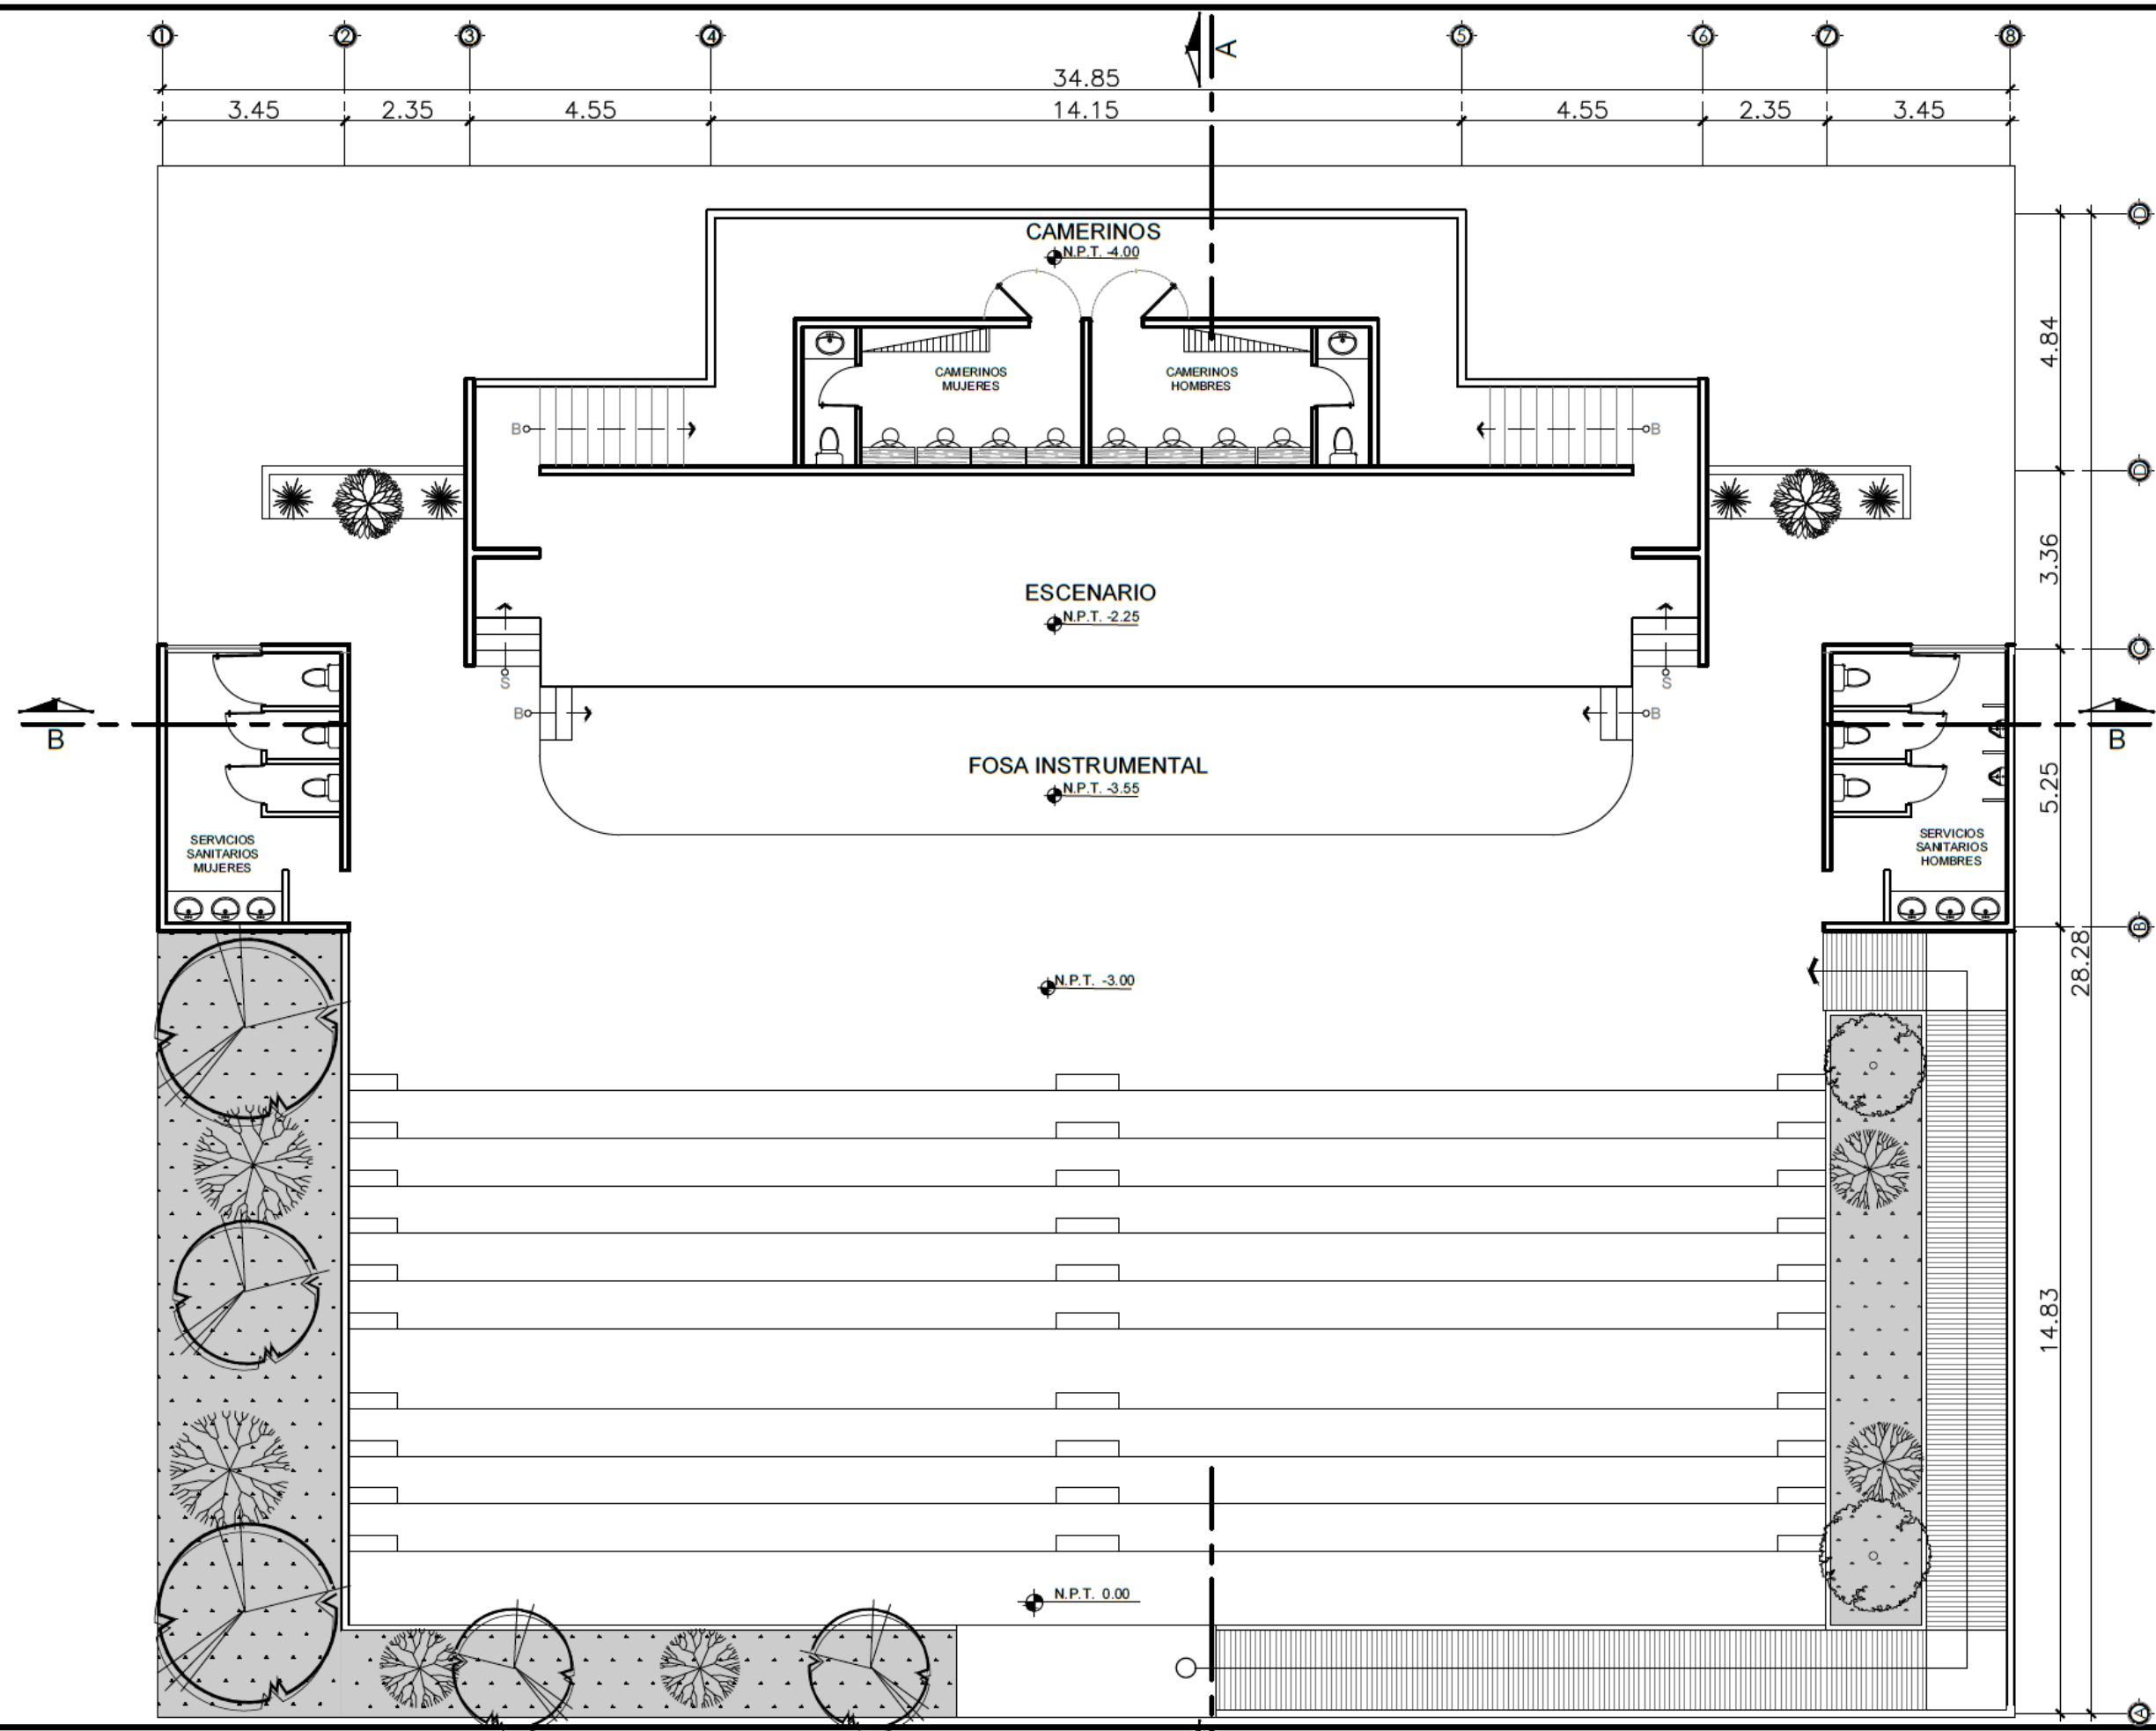 1 2 3 4 5 6 7 8
A
34.85
3.45 2.35 4.55 14.15 4.55 2.35 3.45
CAMERINOS
N.P.T. -4.00
D
CAMERINOS
MUJERES
CAMERINOS
HOMBRES
4.84
B
B
D
ESCENARIO
N.P.T. -2.25
3.36
C
S
S
B
B
B
B
FOSA INSTRUMENTAL
N.P.T. -3.55
5.25
SERVICIOS
SANITARIOS
MUJERES
SERVICIOS
SANITARIOS
HOMBRES
B
28.28
N.P.T. -3.00
14.83
N.P.T. 0.00
A